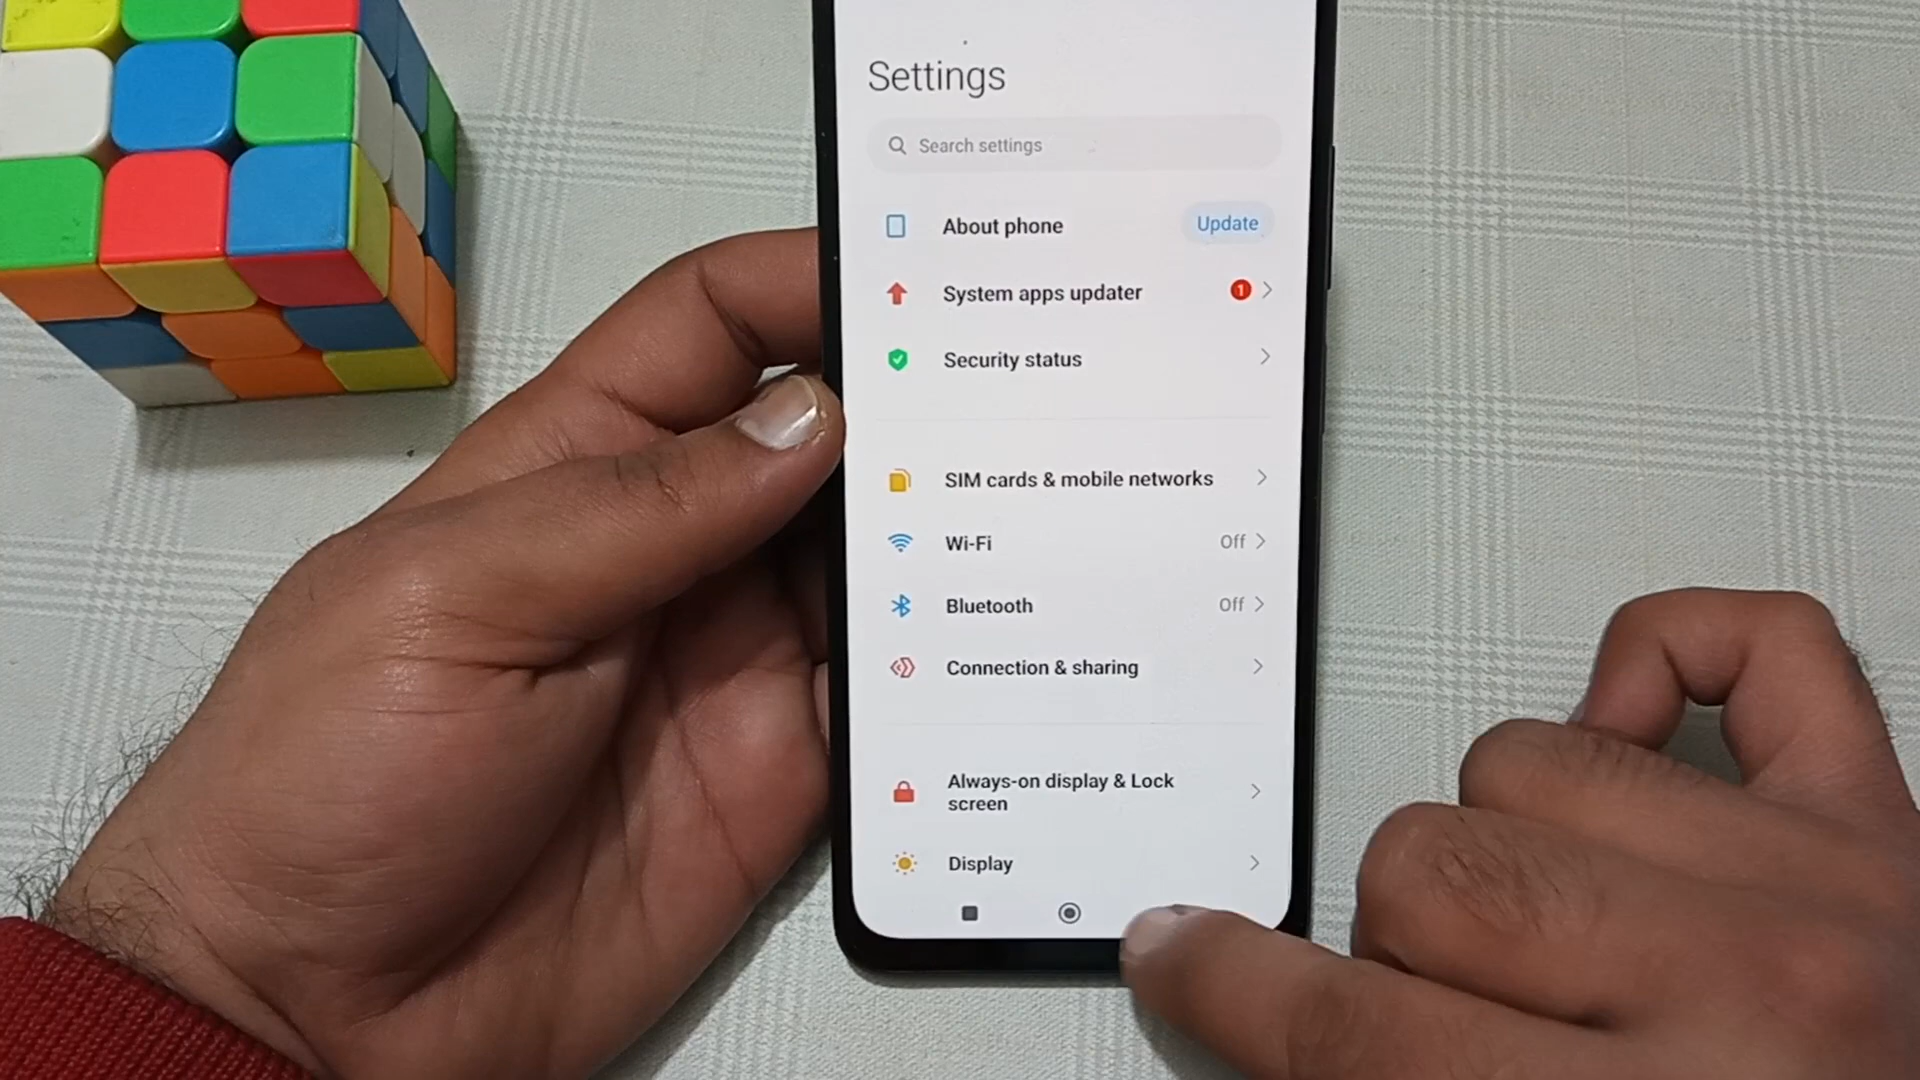 Settings
Search settings
About phone
Update
System apps updater
1
Security status
SIM cards & mobile networks
Wi-Fi
Off
Bluetooth
Off
Connection & sharing
Always-on display & Lock
screen
Display